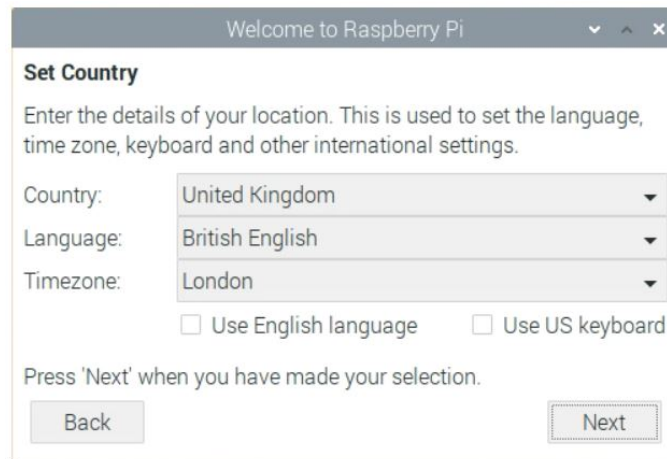 Welcome to Raspberry Pi
Set Country
Enter the details of your location. This is used to set the language,
time zone, keyboard and other international settings.
Country: United Kingdom
Language: British English
Timezone: London
Use English language Use US keyboard
Press 'Next' when you have made your selection.
Back Next